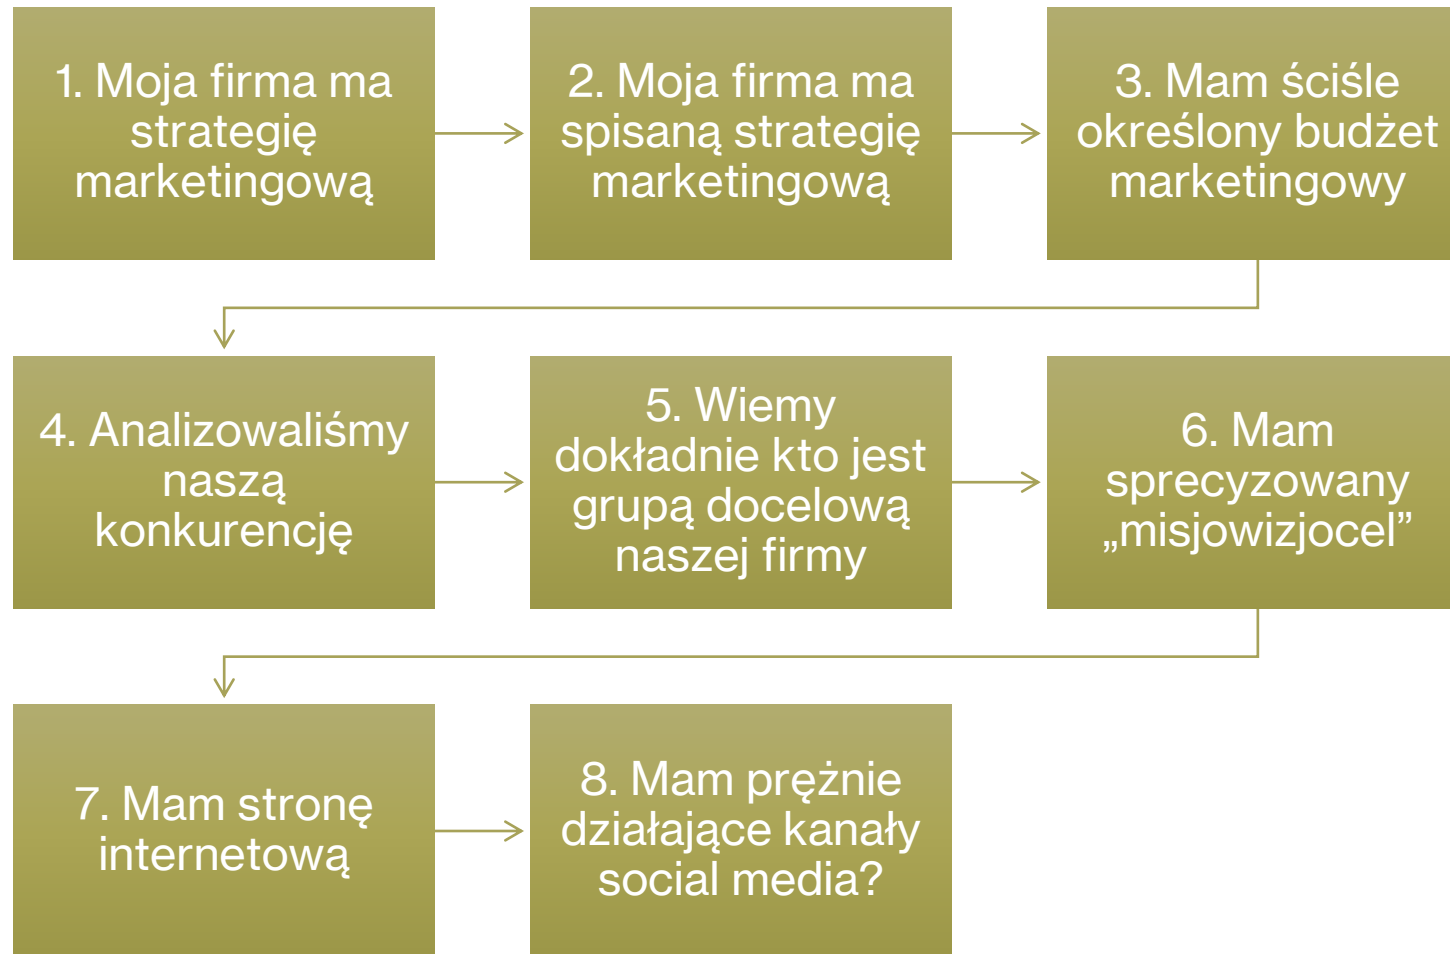 1. Moja firma ma
strategię
marketingową
2. Moja firma ma
spisaną strategię
marketingową
3. Mam ściśle
określony budżet
marketingowy
4. Analizowaliśmy
naszą
konkurencję
5. Wiemy
dokładnie kto jest
grupą docelową
naszej firmy
6. Mam
sprecyzowany
„misjowizjocel”
7. Mam stronę
internetową
8. Mam prężnie
działające kanały
social media?